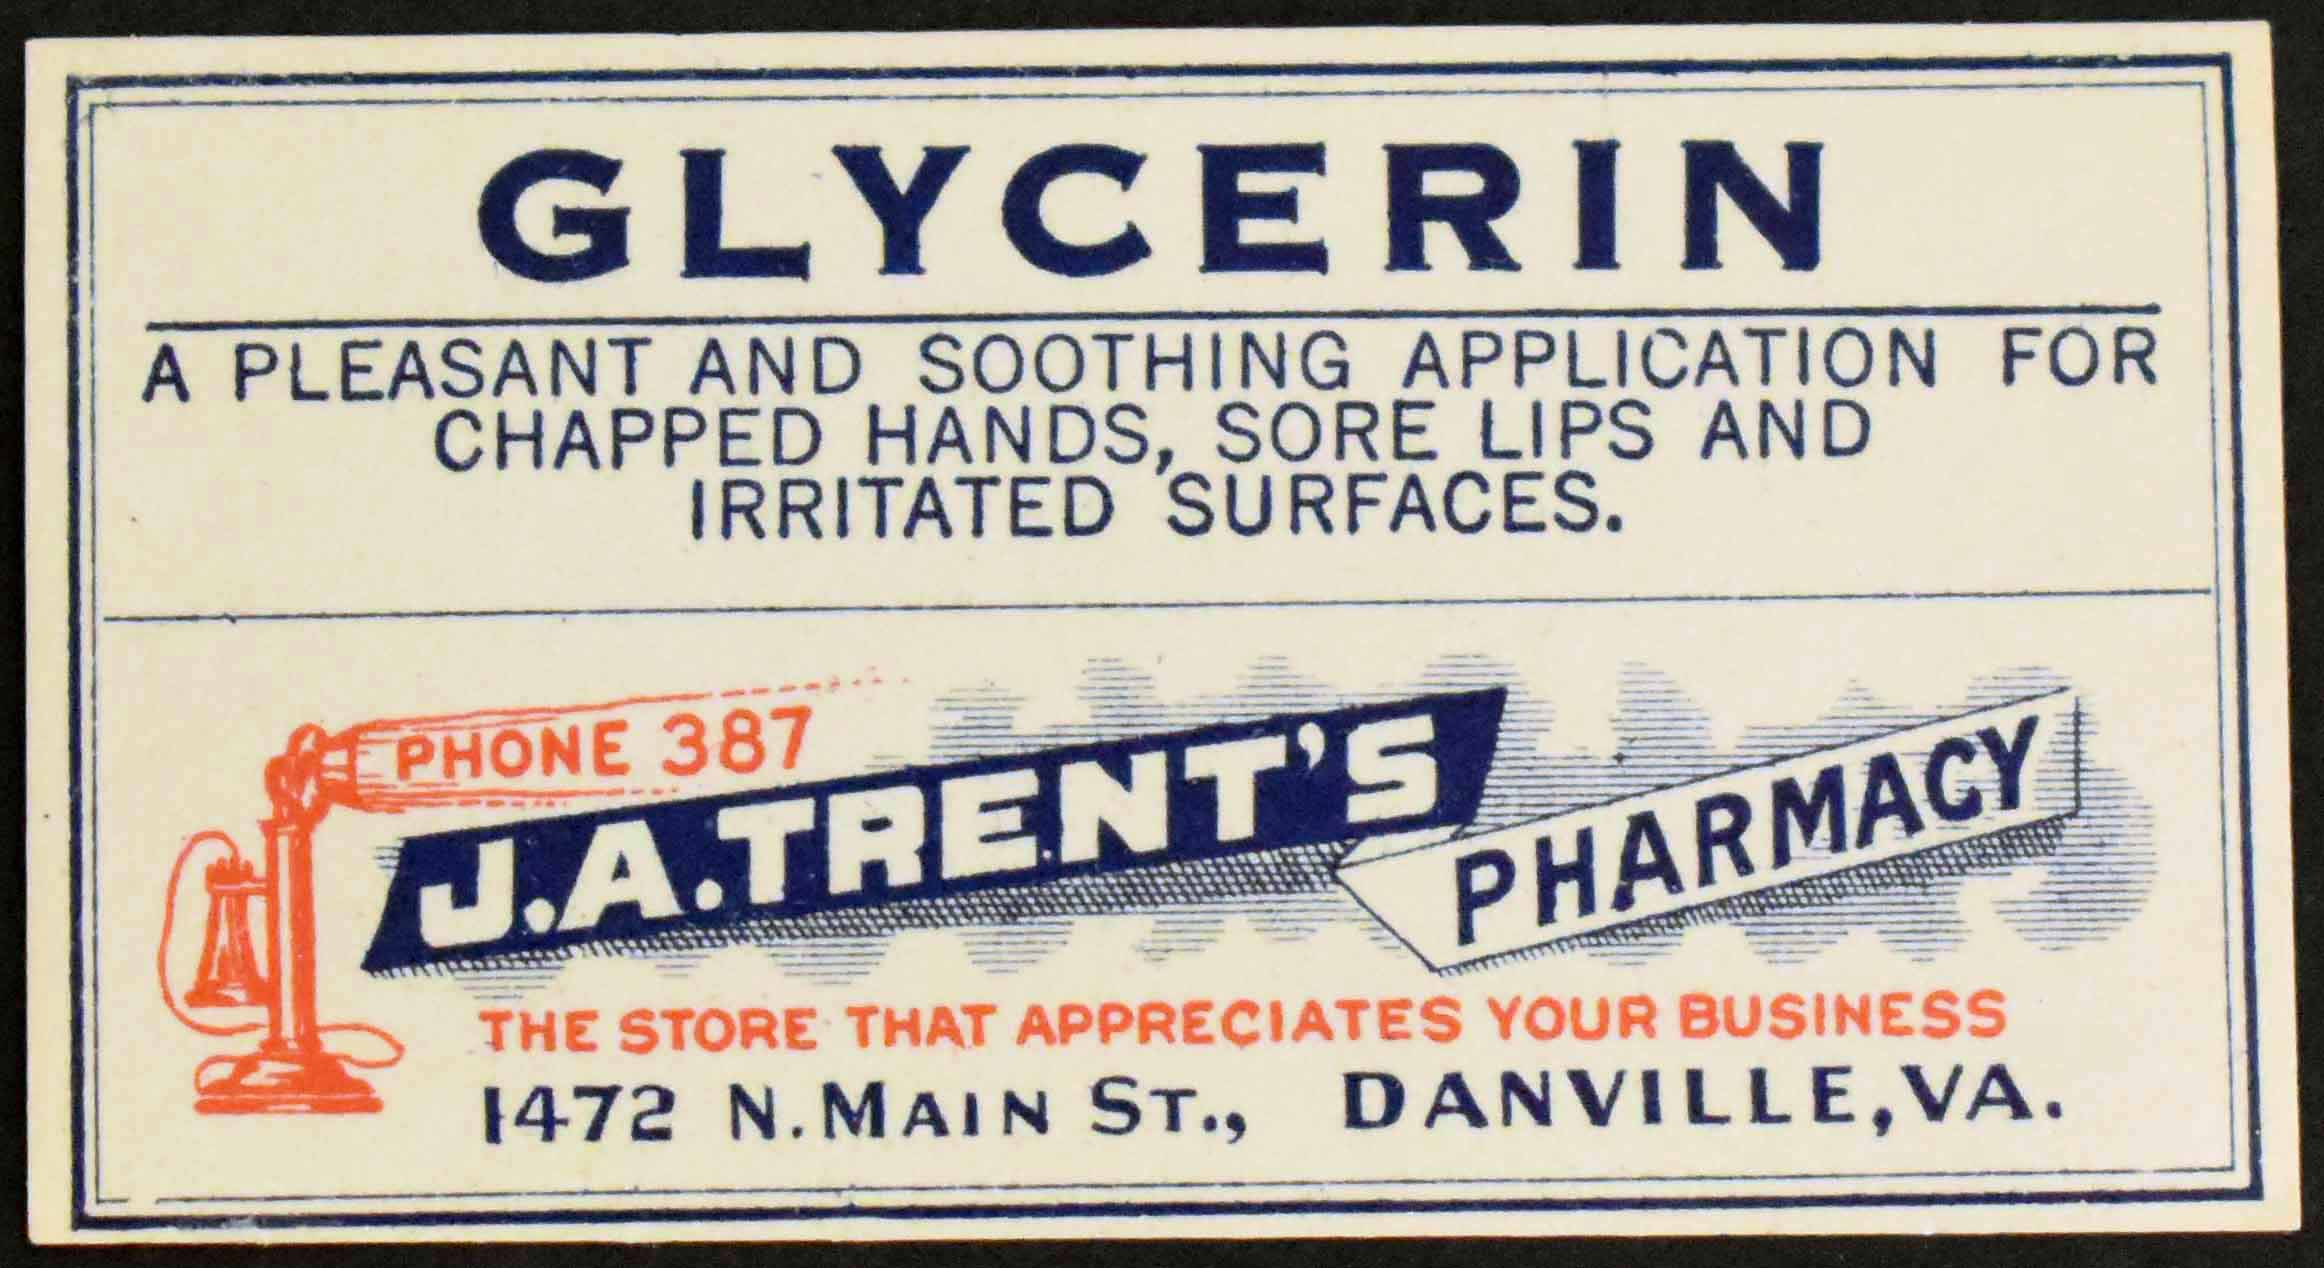 GLYCERIN
A PLEASANT AND SOOTHING APPLICATION FOR
CHAPPED HANDS, SORE LIPS AND
IRRITATED SURFACES.
PHONE 387
J.A.TRENT'S
PHARMACY
THE STORE THAT APPRECIATES YOUR BUSINESS
1472 N. MAIN ST., DANVILLE, VA.